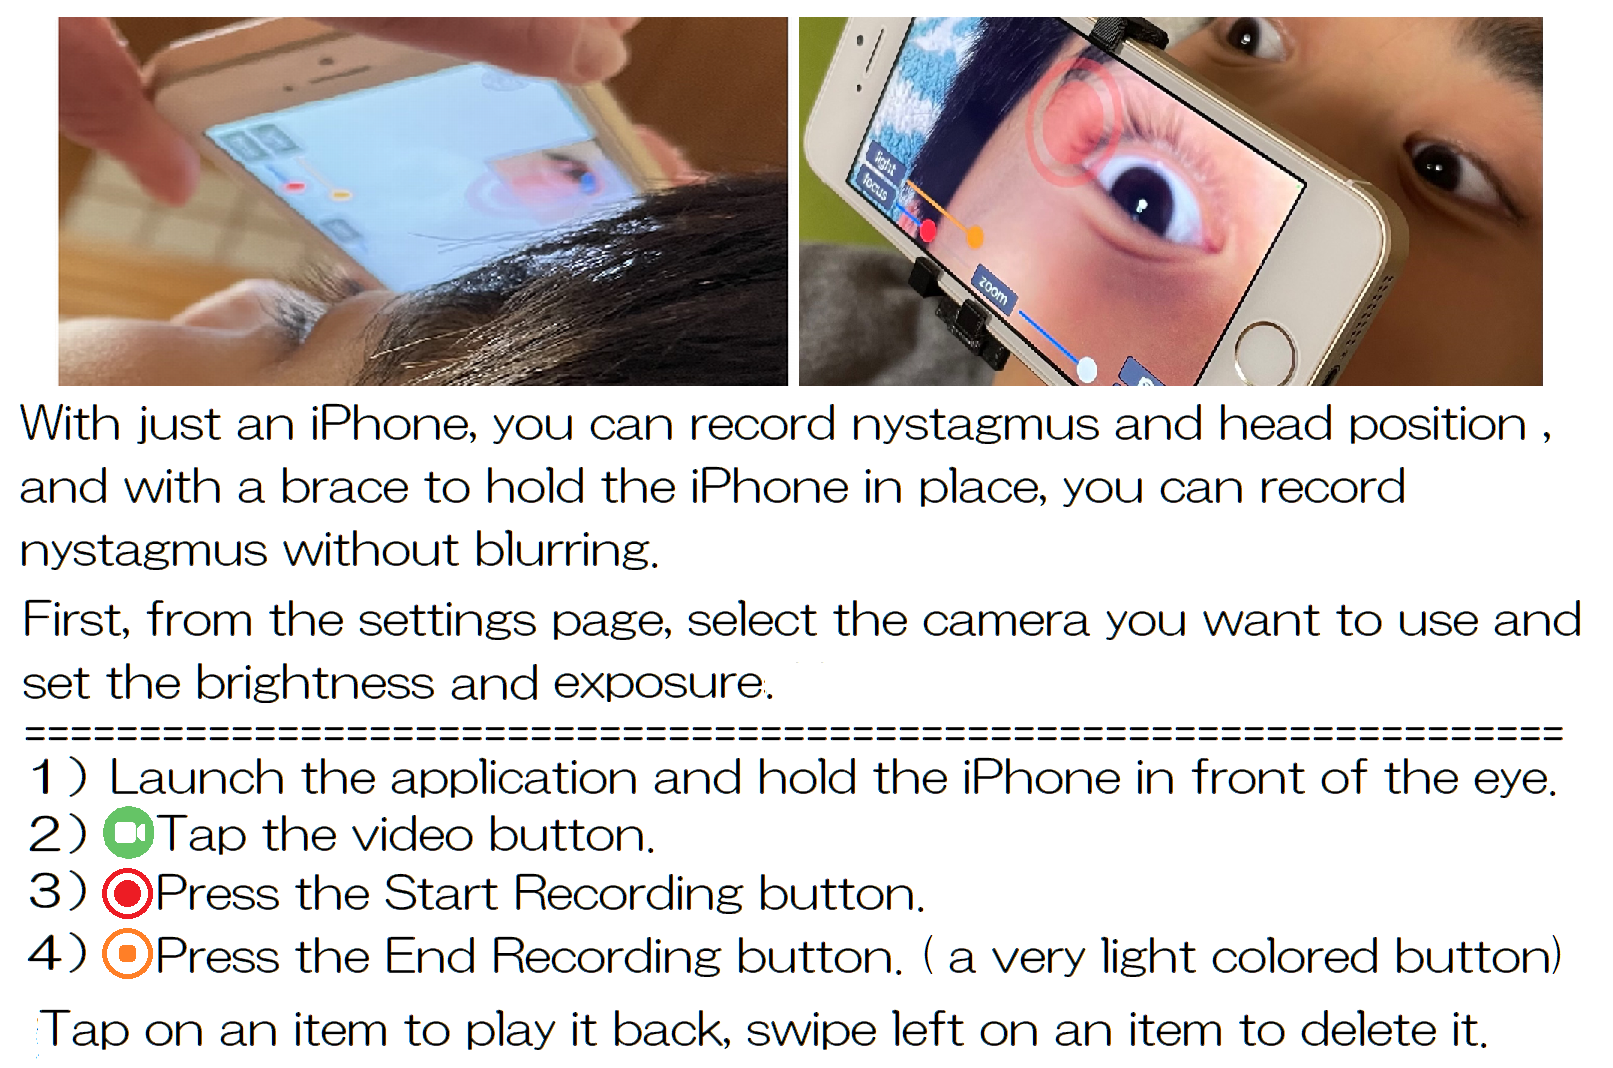 light
focus
zoom
With just an iPhone, you can record nystagmus and head position ,
and with a brace to hold the iPhone in place, you can record
nystagmus without blurring.
First, from the settings page, select the camera you want to use and
set the brightness and exposure.
===================================================================
1) Launch the application and hold the iPhone in front of the eye.
2) Tap the video button.
3) Press the Start Recording button.
4) Press the End Recording button. ( a very light colored button)
Tap on an item to play it back, swipe left on an item to delete it.